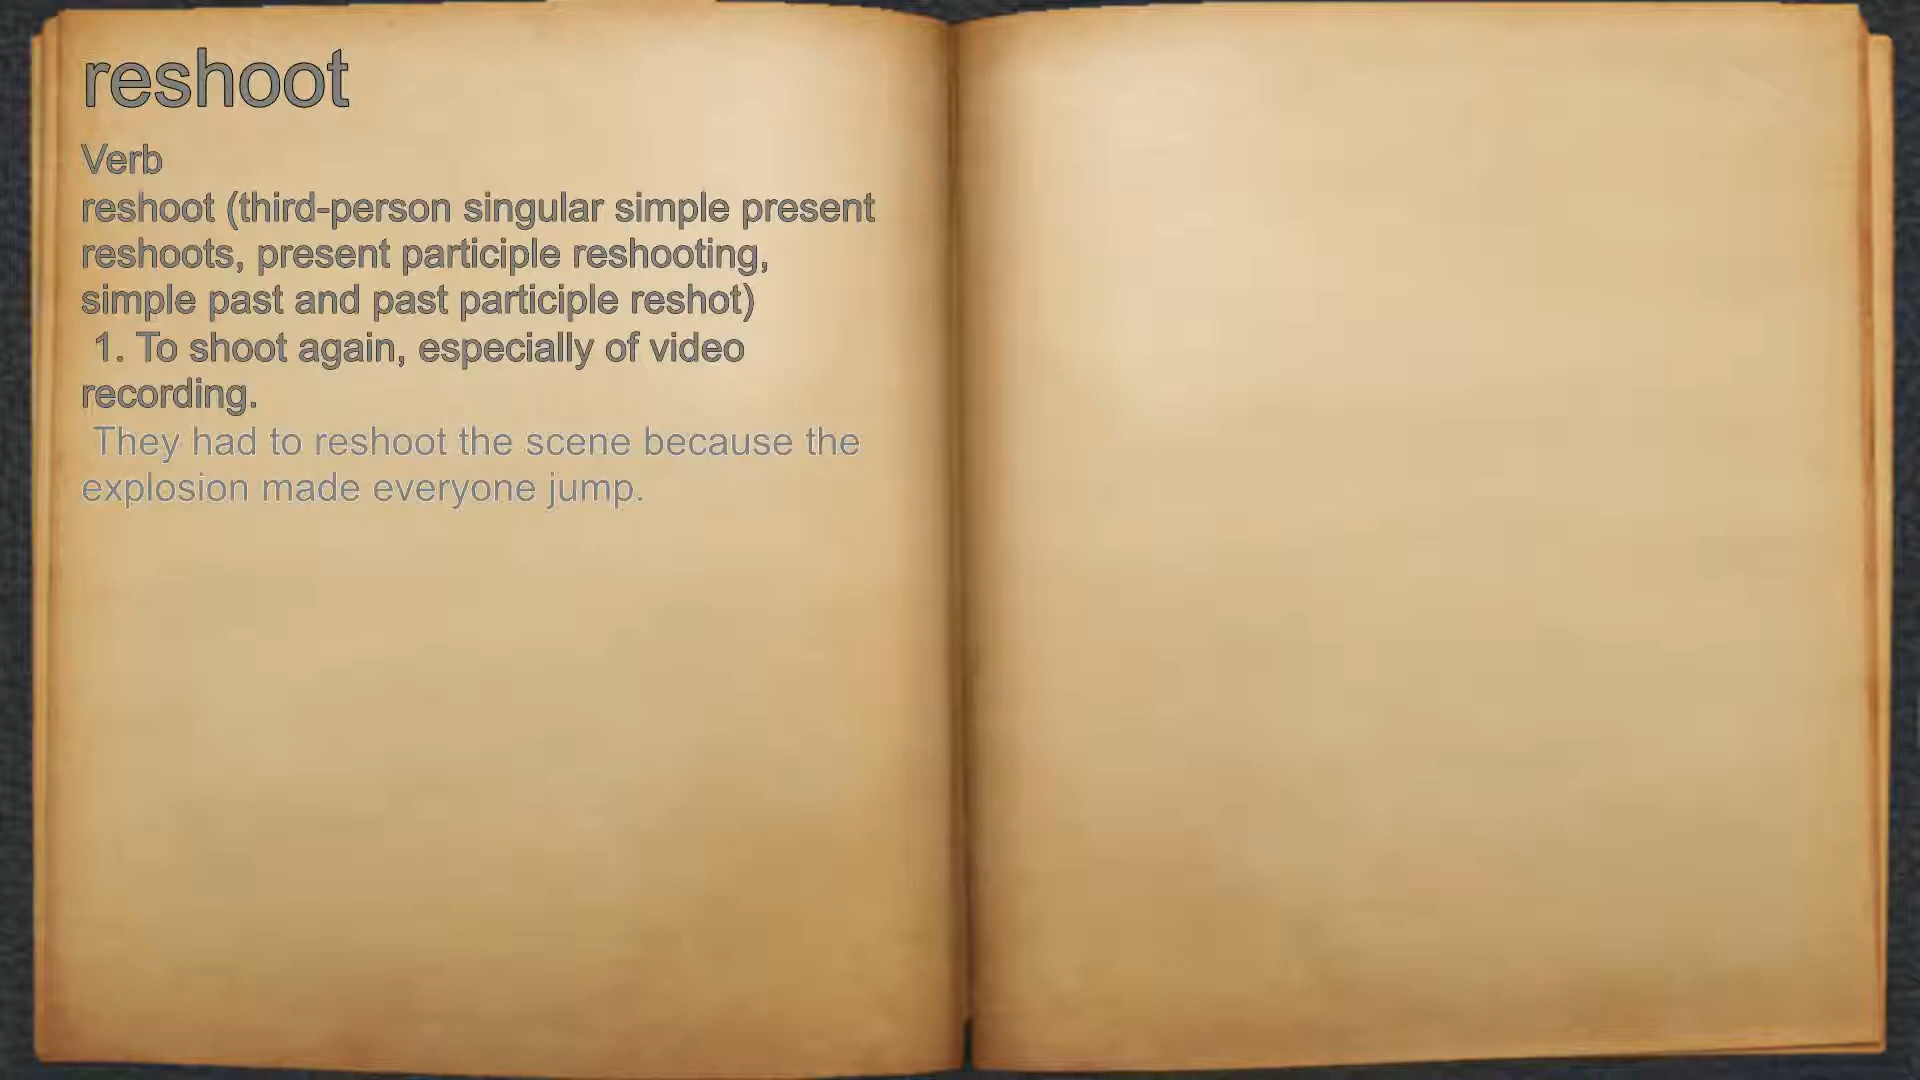 reshoot
Verb
reshoot (third-person singular simple present
reshoots, present participle reshooting,
simple past and past participle reshot)
1. To shoot again, especially of video
recording.
They had to reshoot the scene because the
explosion made everyone jump.